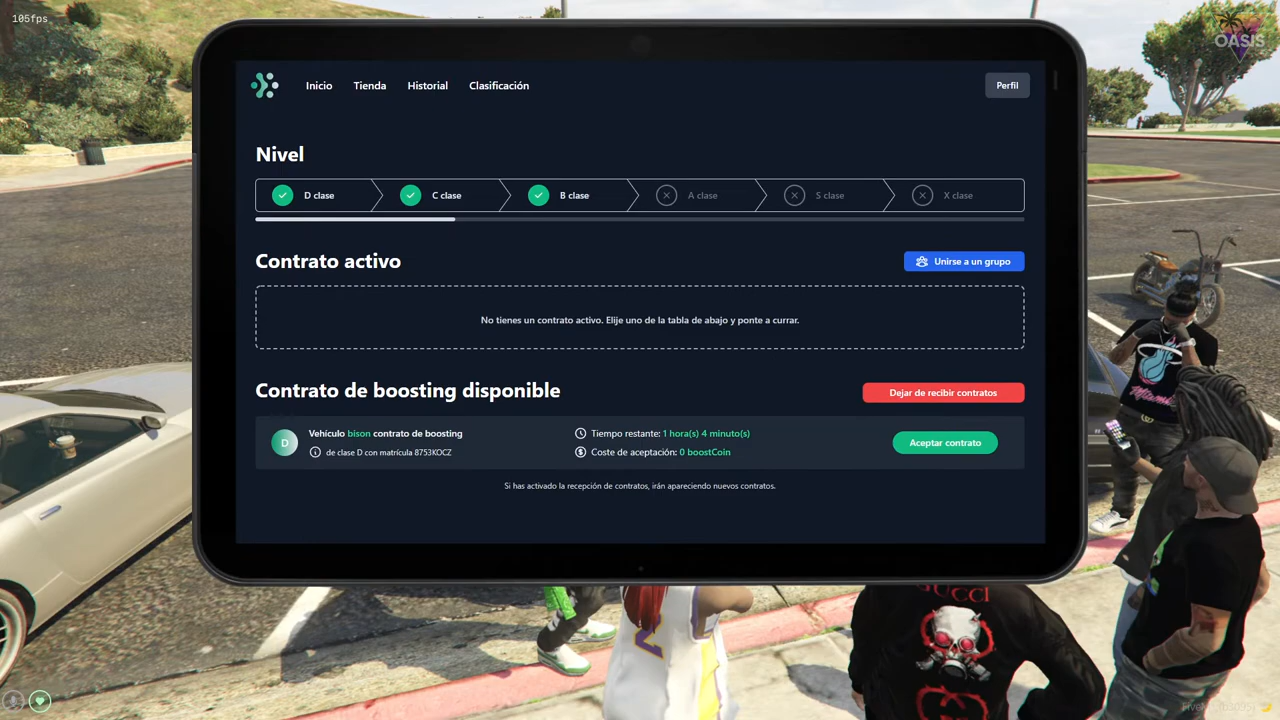 105fps
OASIS
Inicio Tienda Historial Clasificación Perfil
Nivel
D clase C clase B clase A clase S clase X clase
Contrato activo Unirse a un grupo
No tienes un contrato activo. Elije uno de la tabla de abajo y ponte a currar.
Contrato de boosting disponible Dejar de recibir contratos
D Vehículo bison contrato de boosting Tiempo restante: 1 hora(s) 4 minuto(s) Aceptar contrato
de clase D con matrícula 8753KOCZ Coste de aceptación: 0 boostCoin
Si has activado la recepción de contratos, irán apareciendo nuevos contratos.
GUCCI